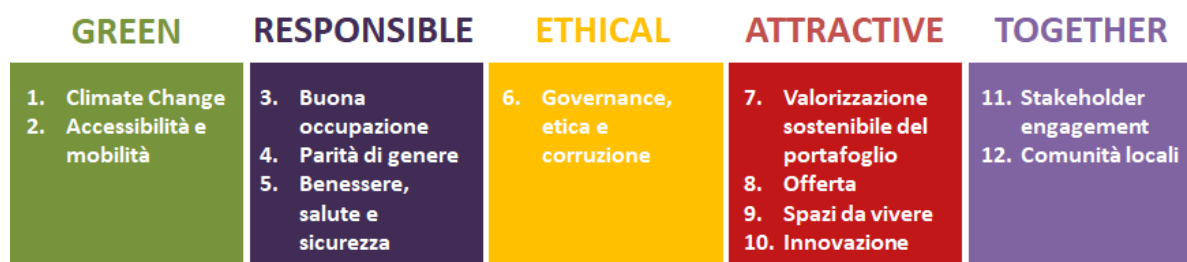 GREEN
1. Climate Change
2. Accessibilità e
mobilità
RESPONSIBLE
3. Buona
occupazione
4. Parità di genere
5. Benessere,
salute e
sicurezza
ETHICAL
6. Governance,
etica e
corruzione
ATTRACTIVE
7. Valorizzazione
sostenibile del
portafoglio
8. Offerta
9. Spazi da vivere
10. Innovazione
TOGETHER
11. Stakeholder
engagement
12. Comunità locali